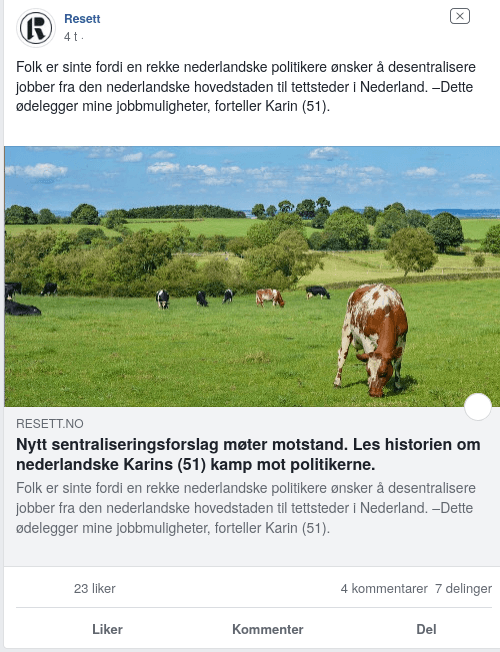 Resett
4 t ·
Folk er sinte fordi en rekke nederlandske politikere ønsker å desentralisere
jobber fra den nederlandske hovedstaden til tettsteder i Nederland. –Dette
ødelegger mine jobbmuligheter, forteller Karin (51).
RESETT.NO
Nytt sentraliseringsforslag møter motstand. Les historien om
nederlandske Karins (51) kamp mot politikerne.
Folk er sinte fordi en rekke nederlandske politikere ønsker å desentralisere
jobber fra den nederlandske hovedstaden til tettsteder i Nederland. –Dette
ødelegger mine jobbmuligheter, forteller Karin (51).
23 liker
4 kommentarer 7 delinger
Liker Kommenter Del